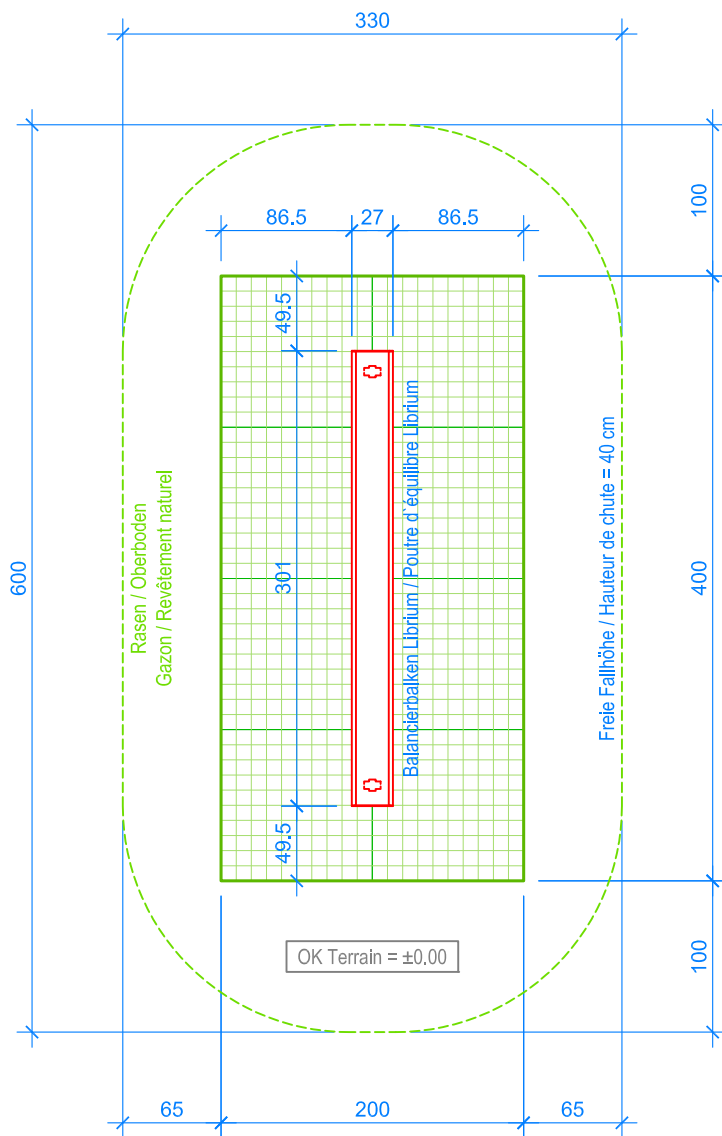 330
100
86.5
27
86.5
49.5
Rasen / Oberboden
Gazon / Revêtement naturel
600
301
Balancierbalken Librium / Poutre d´équilibre Librium
Freie Fallhöhe / Hauteur de chute = 40 cm
400
49.5
OK Terrain = ±0.00
100
65
200
65